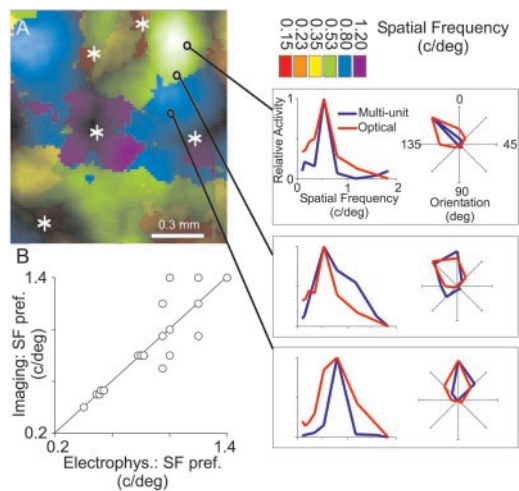 A
* * * * *
0.3 mm
0.15 0.23 0.35 0.53 0.80 1.20
Spatial Frequency
(c/deg)
Relative Activity
1
0
0 1 2
Spatial Frequency
(c/deg)
Multi-unit
Optical
0
135 45
90
Orientation
(deg)
B
Imaging: SF pref.
(c/deg)
1.4
0.2
0.2 1.4
Electrophys.: SF pref.
(c/deg)